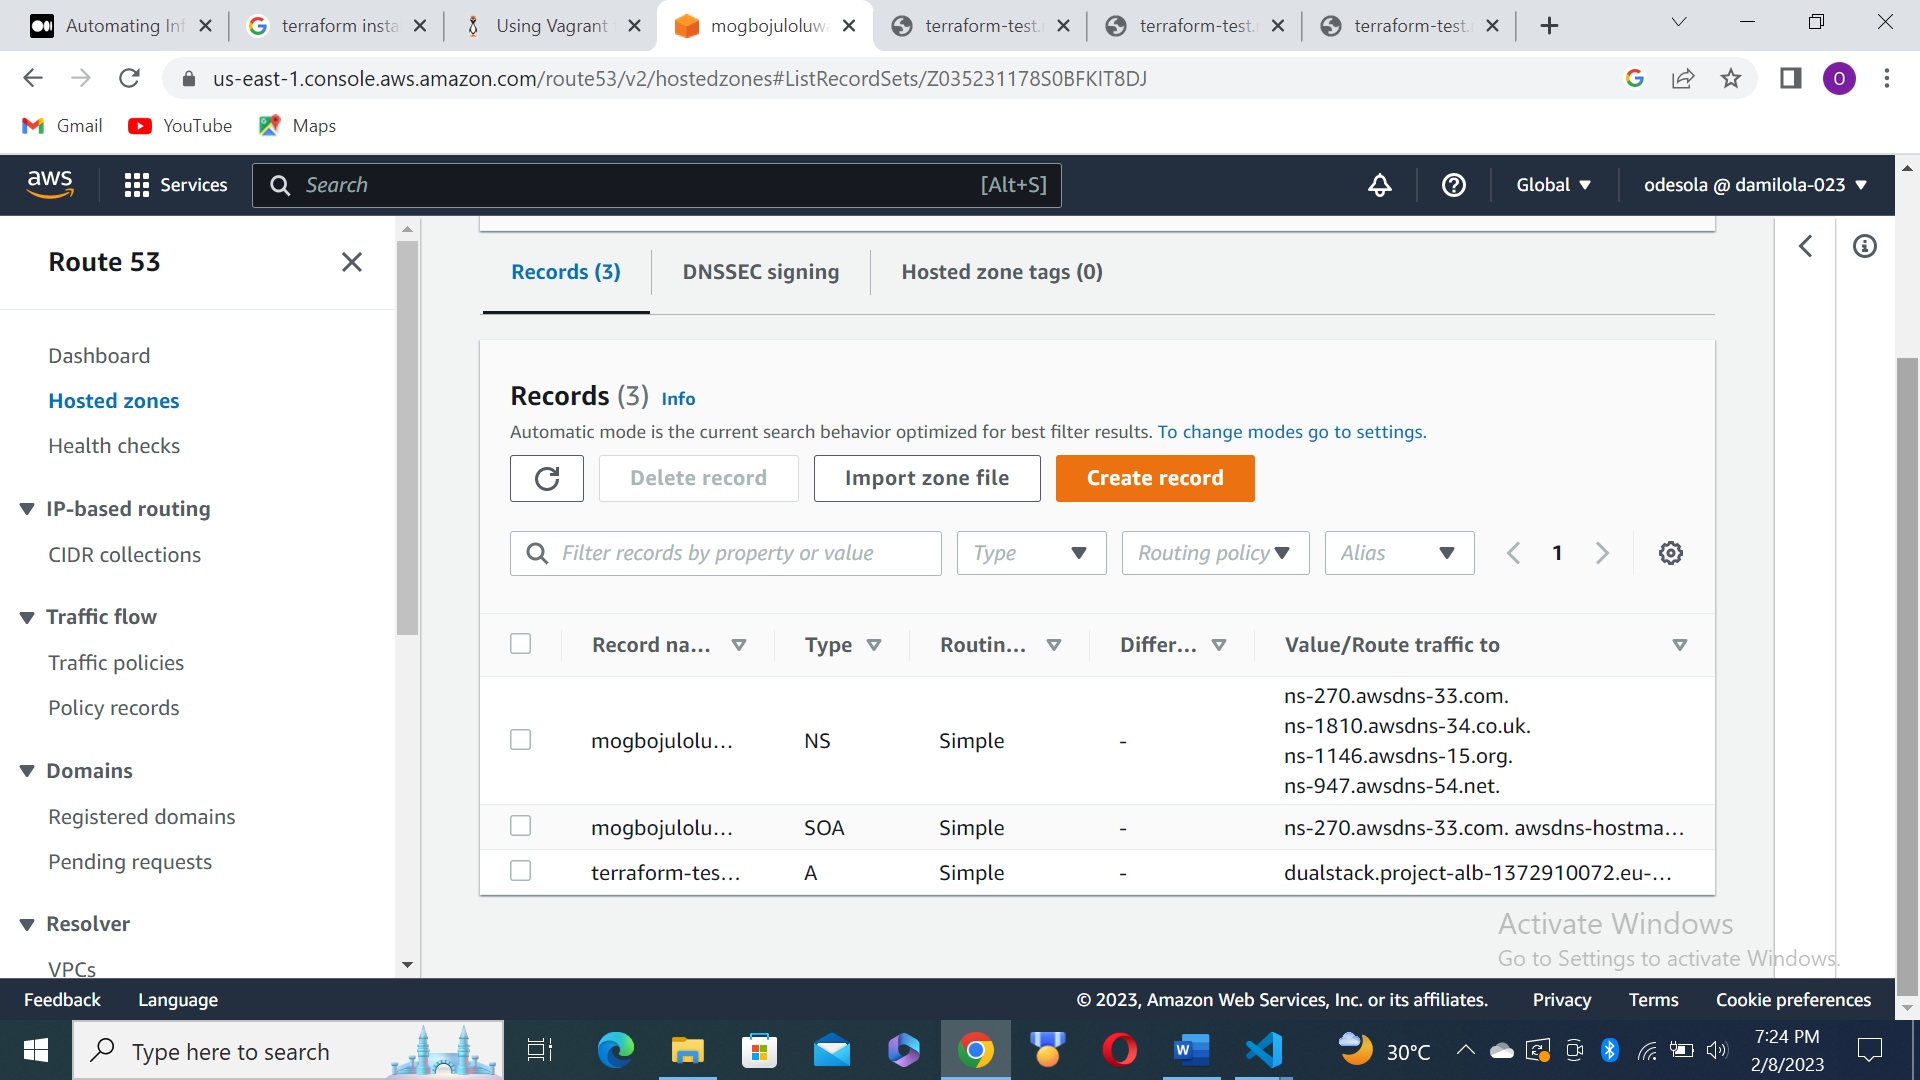 Automating Inf
terraform insta
Using Vagrant
mogbojuloluwa
terraform-test.
terraform-test.
terraform-test.
us-east-1.console.aws.amazon.com/route53/v2/hostedzones#ListRecordSets/Z035231178S0BFKIT8DJ
O
Gmail
YouTube
Maps
aws
Services
Search
[Alt+S]
Global
odesola @ damilola-023
Route 53
Dashboard
Hosted zones
Health checks
IP-based routing
CIDR collections
Traffic flow
Traffic policies
Policy records
Domains
Registered domains
Pending requests
Resolver
VPCs
Records (3)
DNSSEC signing
Hosted zone tags (0)
Records (3) Info
Automatic mode is the current search behavior optimized for best filter results. To change modes go to settings.
Delete record
Import zone file
Create record
Filter records by property or value
Type
Routing policy
Alias
1
Record na... Type Routin... Differ... Value/Route traffic to
ns-270.awsdns-33.com.
ns-1810.awsdns-34.co.uk.
mogbojulolu... NS Simple -
ns-1146.awsdns-15.org.
ns-947.awsdns-54.net.
mogbojulolu... SOA Simple - ns-270.awsdns-33.com. awsdns-hostma...
terraform-tes... A Simple - dualstack.project-alb-1372910072.eu-...
Activate Windows
Go to Settings to activate Windows.
Feedback
Language
© 2023, Amazon Web Services, Inc. or its affiliates.
Privacy
Terms
Cookie preferences
Type here to search
W
30°C
7:24 PM
2/8/2023